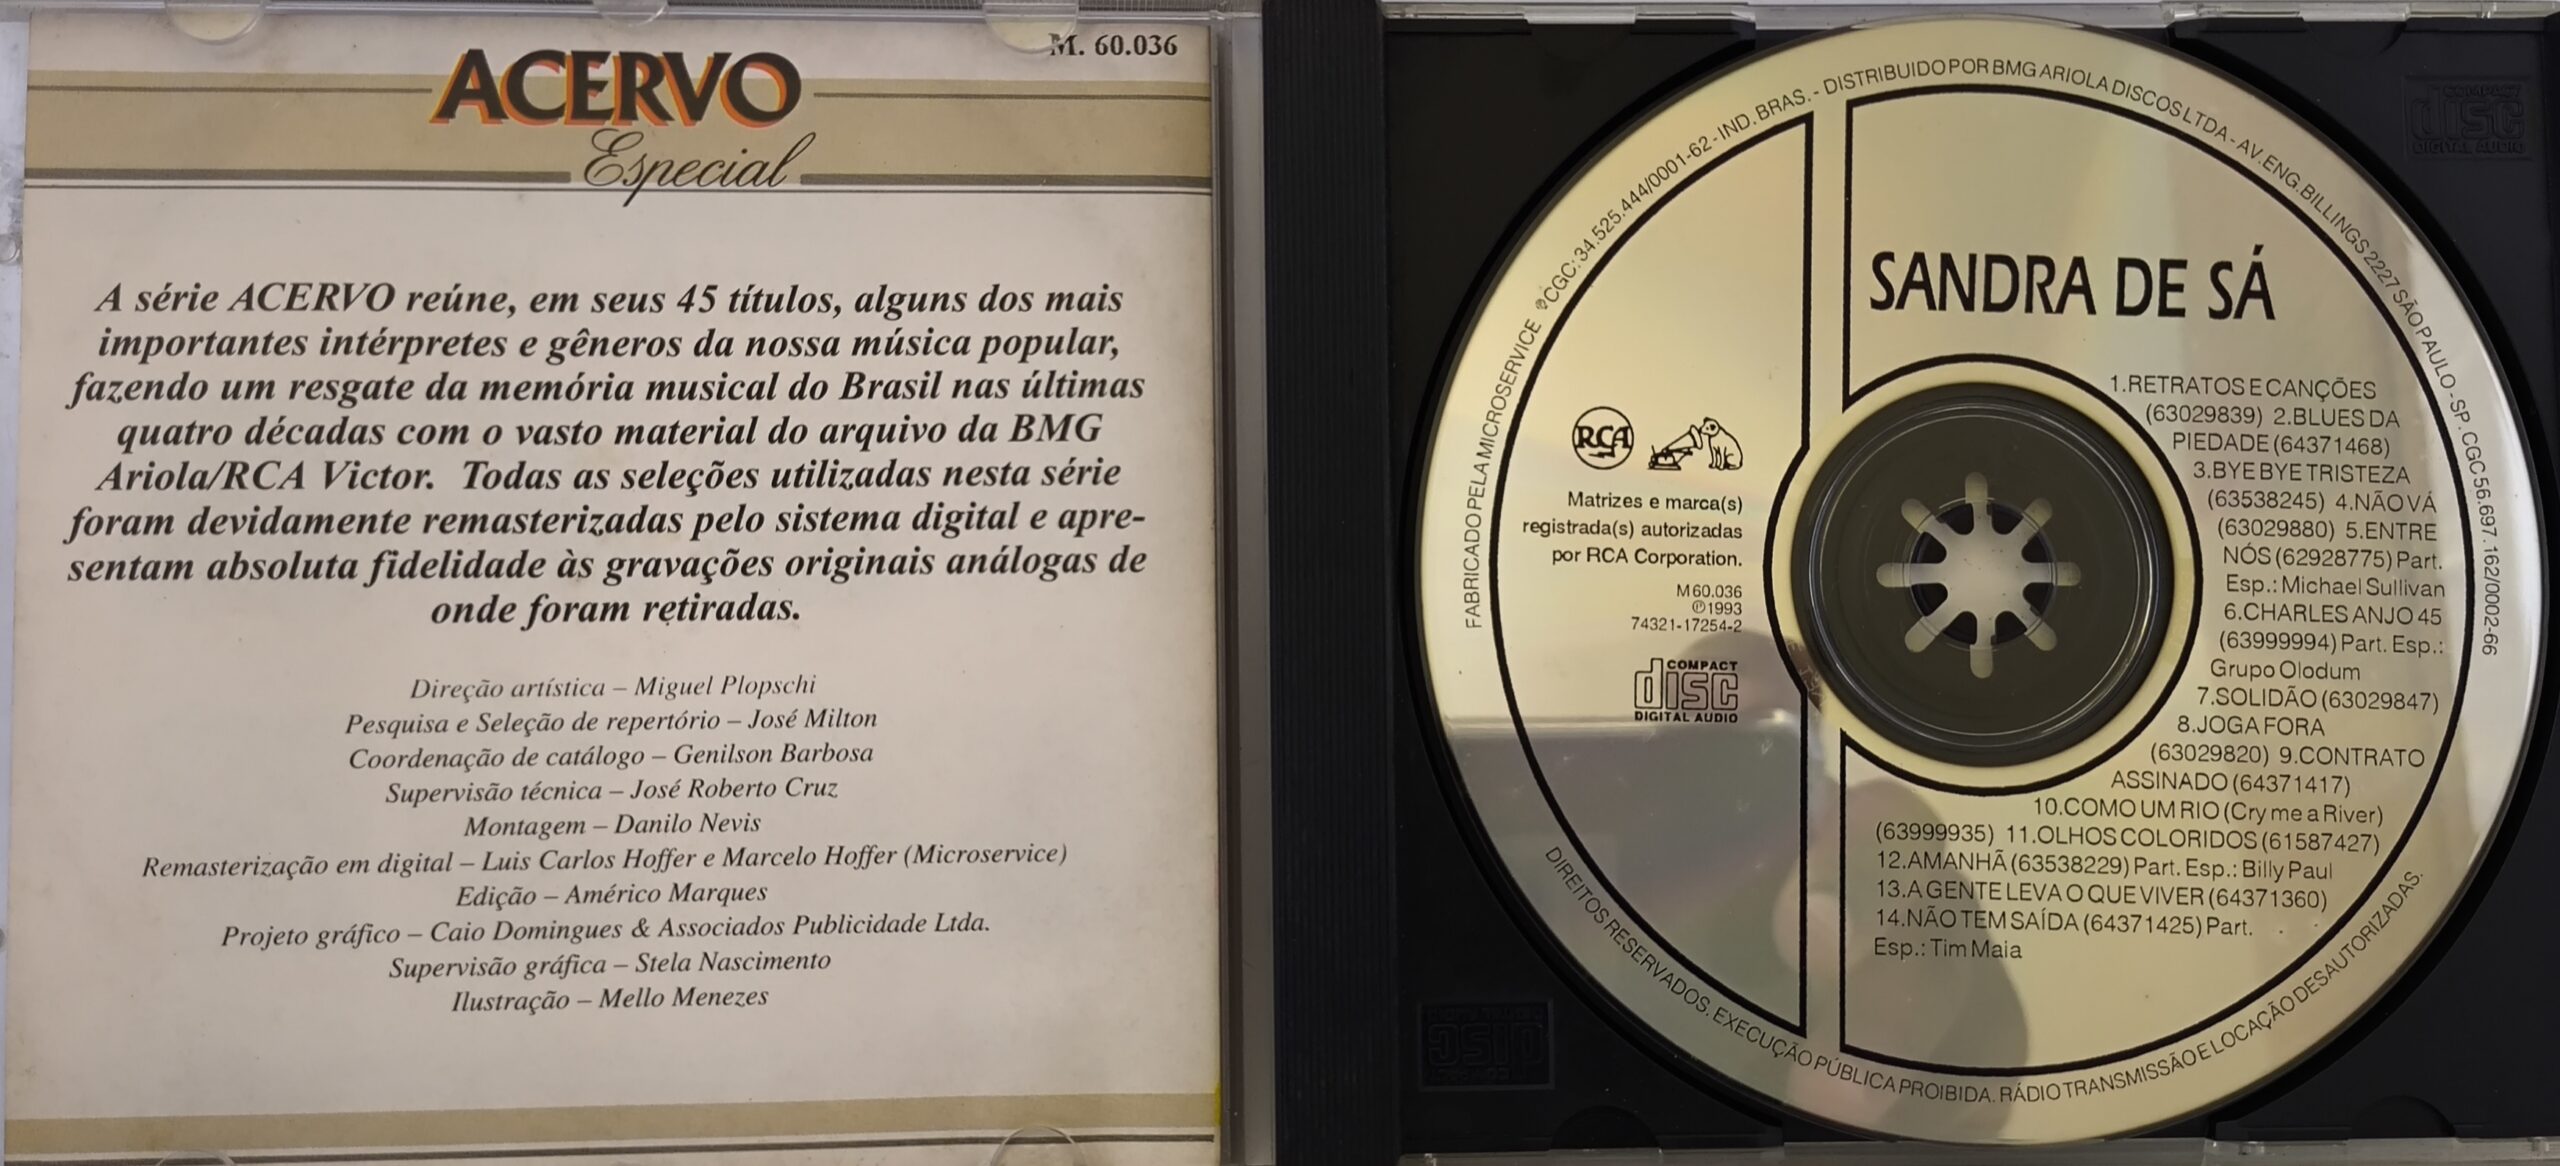 M. 60.036
ACERVO
Especial
A série ACERVO reúne, em seus 45 títulos, alguns dos mais
importantes intérpretes e gêneros da nossa música popular,
fazendo um resgate da memória musical do Brasil nas últimas
quatro décadas com o vasto material do arquivo da BMG
Ariola/RCA Victor. Todas as seleções utilizadas nesta série
foram devidamente remasterizadas pelo sistema digital e apre-
sentam absoluta fidelidade às gravações originais análogas de
onde foram retiradas.
Direção artística – Miguel Plopschi
Pesquisa e Seleção de repertório – José Milton
Coordenação de catálogo – Genilson Barbosa
Supervisão técnica – José Roberto Cruz
Montagem – Danilo Nevis
Remasterização em digital – Luis Carlos Hoffer e Marcelo Hoffer (Microservice)
Edição – Américo Marques
Projeto gráfico – Caio Domingues & Associados Publicidade Ltda.
Supervisão gráfica – Stela Nascimento
Ilustração – Mello Menezes
FABRICADO PELA MICROSERVICE ® CGC: 34.525.444/0001-62 - IND. BRAS. - DISTRIBUIDO POR BMG ARIOLA DISCOS LTDA - AV. ENG. BILLINGS 2227 SÃO PAULO - SP. CGC 56.697.162/0002-66
SANDRA DE SÁ
RCA
Matrizes e marca(s)
registrada(s) autorizadas
por RCA Corporation.
M 60.036
℗1993
74321-17254-2
COMPACT
disc
DIGITAL AUDIO
1.RETRATOS E CANÇÕES
(63029839) 2.BLUES DA
PIEDADE (64371468)
3.BYE BYE TRISTEZA
(63538245) 4.NÃO VÁ
(63029880) 5.ENTRE
NÓS (62928775) Part.
Esp.: Michael Sullivan
6.CHARLES ANJO 45
(63999994) Part. Esp.:
Grupo Olodum
7.SOLIDÃO (63029847)
8.JOGA FORA
(63029820) 9.CONTRATO
ASSINADO (64371417)
10.COMO UM RIO (Cry me a River)
(63999935) 11.OLHOS COLORIDOS (61587427)
12.AMANHÃ (63538229) Part. Esp.: Billy Paul
13.A GENTE LEVA O QUE VIVER (64371360)
14.NÃO TEM SAÍDA (64371425) Part.
Esp.: Tim Maia
DIREITOS RESERVADOS. EXECUÇÃO PÚBLICA PROIBIDA. RÁDIO TRANSMISSÃO E LOCAÇÃO DESAUTORIZADAS.
COMPACT
disc
DIGITAL AUDIO